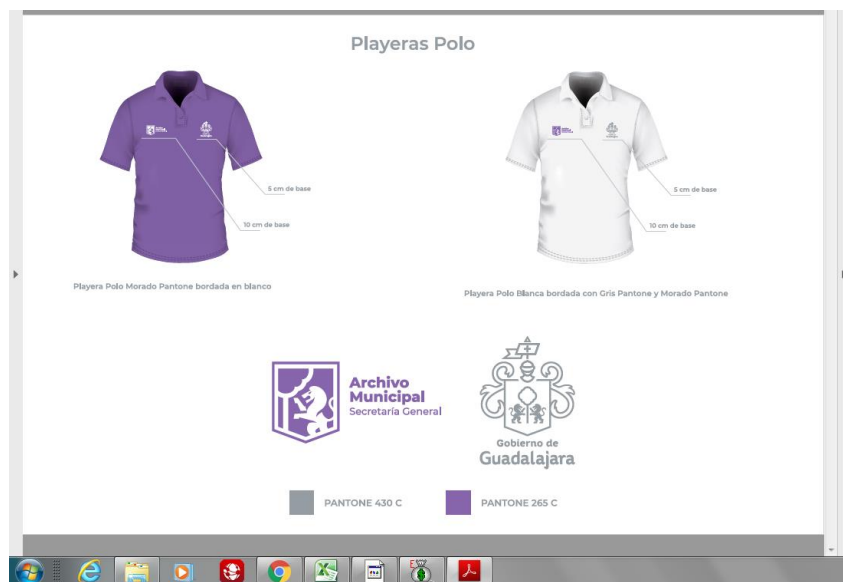 Playeras Polo
5 cm de base
10 cm de base
Playera Polo Morado Pantone bordada en blanco
5 cm de base
10 cm de base
Playera Polo Blanca bordada con Gris Pantone y Morado Pantone
Archivo
Municipal
Secretaría General
Gobierno de
Guadalajara
PANTONE 430 C
PANTONE 265 C